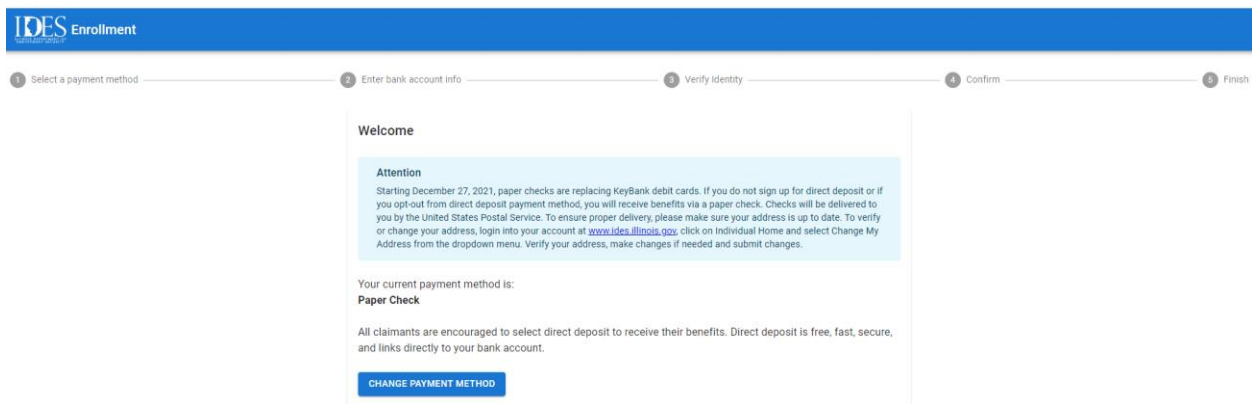 IDES Enrollment
ILLINOIS DEPARTMENT OF
EMPLOYMENT SECURITY
1 Select a payment method 2 Enter bank account info 3 Verify Identity 4 Confirm 5 Finish
Welcome
Attention
Starting December 27, 2021, paper checks are replacing KeyBank debit cards. If you do not sign up for direct deposit or if
you opt-out from direct deposit payment method, you will receive benefits via a paper check. Checks will be delivered to
you by the United States Postal Service. To ensure proper delivery, please make sure your address is up to date. To verify
or change your address, login into your account at www.ides.illinois.gov, click on Individual Home and select Change My
Address from the dropdown menu. Verify your address, make changes if needed and submit changes.
Your current payment method is:
Paper Check
All claimants are encouraged to select direct deposit to receive their benefits. Direct deposit is free, fast, secure,
and links directly to your bank account.
CHANGE PAYMENT METHOD